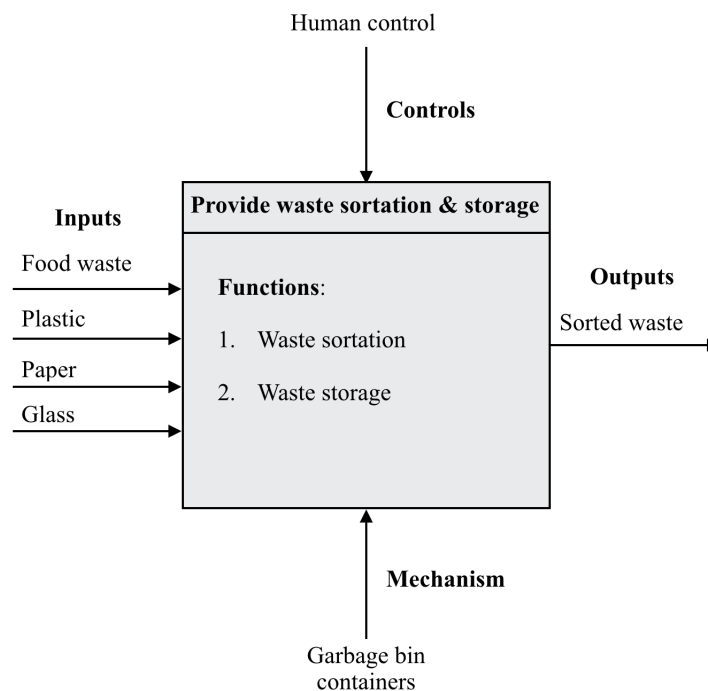 Human control
Controls
Provide waste sortation & storage
Inputs
Food waste
Plastic
Paper
Glass
Functions:
1. Waste sortation
2. Waste storage
Outputs
Sorted waste
Mechanism
Garbage bin
containers